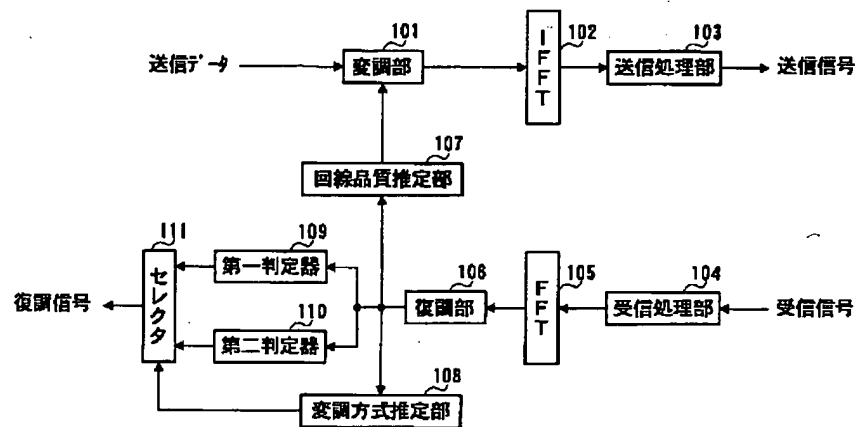 101
102
103
送信ﾃﾞｰﾀ
変調部
IFFT
送信処理部
送信信号
107
回線品質推定部
111
109
106
105
104
セレクタ
第一判定器
復調信号
110
復調部
FFT
受信処理部
受信信号
第二判定器
108
変調方式推定部